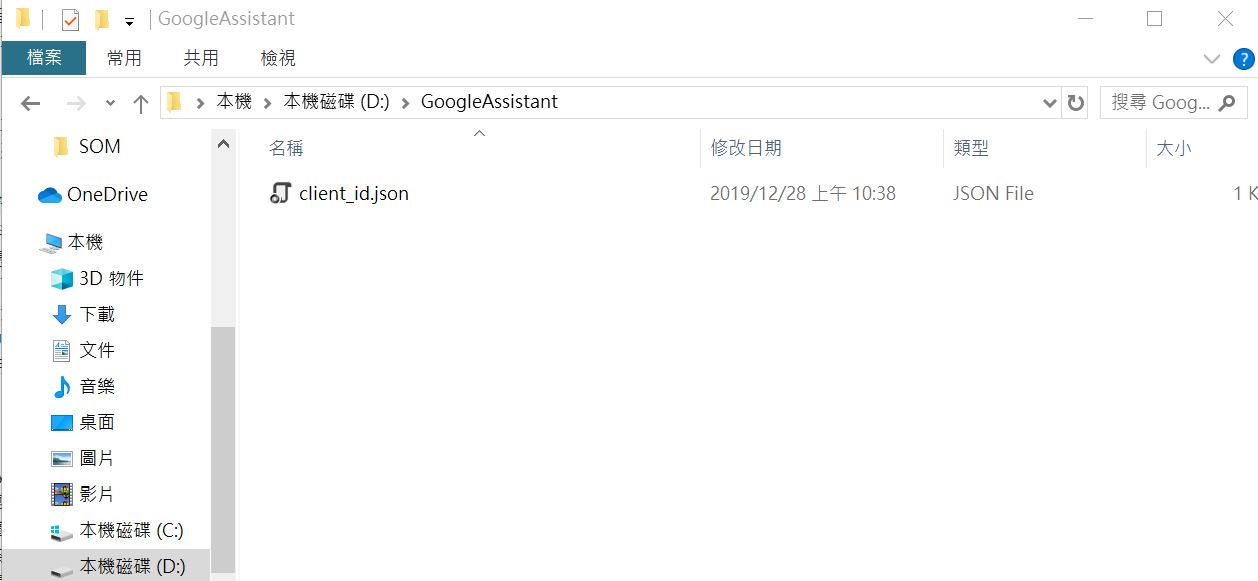 GoogleAssistant
檔案 常用 共用 檢視
本機 本機磁碟 (D:) GoogleAssistant 搜尋 Goog...
名稱 修改日期 類型 大小
client_id.json 2019/12/28 上午 10:38 JSON File 1 K
SOM
OneDrive
本機
3D 物件
下載
文件
音樂
桌面
圖片
影片
本機磁碟 (C:)
本機磁碟 (D:)